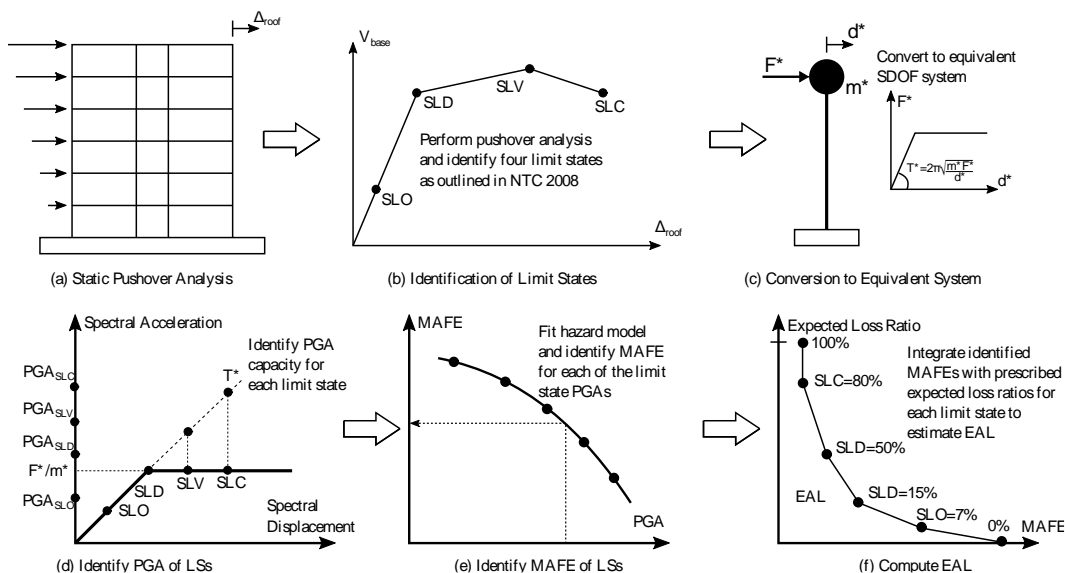 Δroof
(a) Static Pushover Analysis
Vbase
SLD
SLV
SLC
SLO
Perform pushover analysis
and identify four limit states
as outlined in NTC 2008
Δroof
(b) Identification of Limit States
d*
F*
m*
Convert to equivalent
SDOF system
F*
T*=2π√m*F*/d*
d*
(c) Conversion to Equivalent System
Spectral Acceleration
Identify PGA
capacity for
each limit state
T*
PGASLC
PGASLV
PGASLD
F*/m*
PGASLO
SLD
SLV
SLC
SLO
Spectral
Displacement
(d) Identify PGA of LSs
MAFE
Fit hazard model
and identify MAFE
for each of the limit
state PGAs
PGA
(e) Identify MAFE of LSs
Expected Loss Ratio
100%
SLC=80%
Integrate identified
MAFEs with prescribed
expected loss ratios for
each limit state to
estimate EAL
SLD=50%
EAL
SLD=15%
SLO=7%
0%
MAFE
(f) Compute EAL